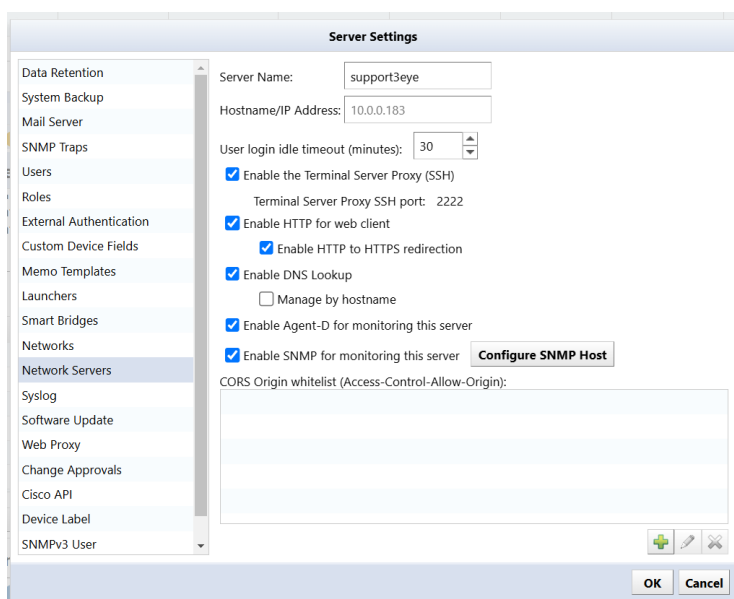 Server Settings
Data Retention
System Backup
Mail Server
SNMP Traps
Users
Roles
External Authentication
Custom Device Fields
Memo Templates
Launchers
Smart Bridges
Networks
Network Servers
Syslog
Software Update
Web Proxy
Change Approvals
Cisco API
Device Label
SNMPv3 User
Server Name: support3eye
Hostname/IP Address: 10.0.0.183
User login idle timeout (minutes): 30
Enable the Terminal Server Proxy (SSH)
Terminal Server Proxy SSH port: 2222
Enable HTTP for web client
Enable HTTP to HTTPS redirection
Enable DNS Lookup
Manage by hostname
Enable Agent-D for monitoring this server
Enable SNMP for monitoring this server Configure SNMP Host
CORS Origin whitelist (Access-Control-Allow-Origin):
OK Cancel